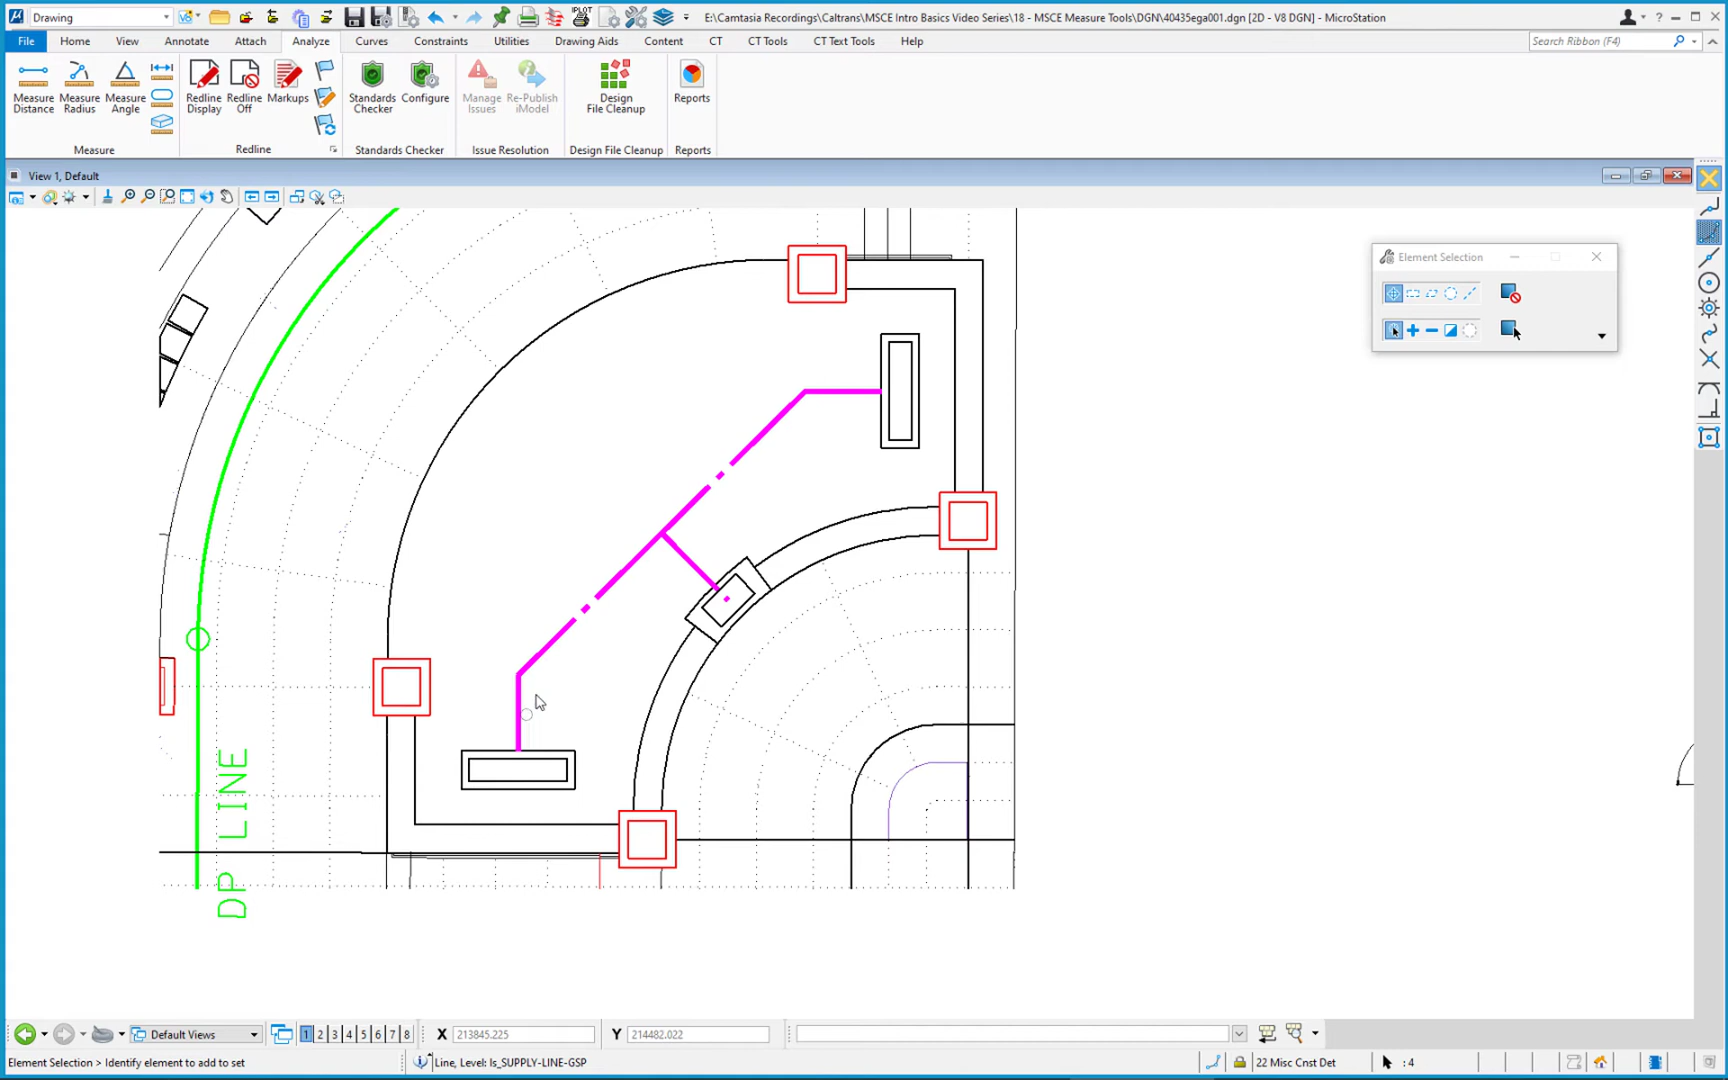 Drawing
E:\Camtasia Recordings\Caltrans\MSCE Intro Basics Video Series\18 - MSCE Measure Tools\DGN\40435ega001.dgn [2D - V8 DGN] - MicroStation
File Home View Annotate Attach Analyze Curves Constraints Utilities Drawing Aids Content CT CT Tools CT Text Tools Help
Search Ribbon (F4)
Measure Distance
Measure Radius
Measure Angle
Redline Display
Redline Off
Markups
Standards Checker
Configure
Manage Issues
Re-Publish iModel
Design File Cleanup
Reports
Measure
Redline
Standards Checker
Issue Resolution
Design File Cleanup
Reports
View 1, Default
Element Selection
DP LINE
Default Views
1 2 3 4 5 6 7 8
X 213845.225
Y 214482.022
Element Selection > Identify element to add to set
Line, Level: ls_SUPPLY-LINE-GSP
22 Misc Cnst Det
: 4